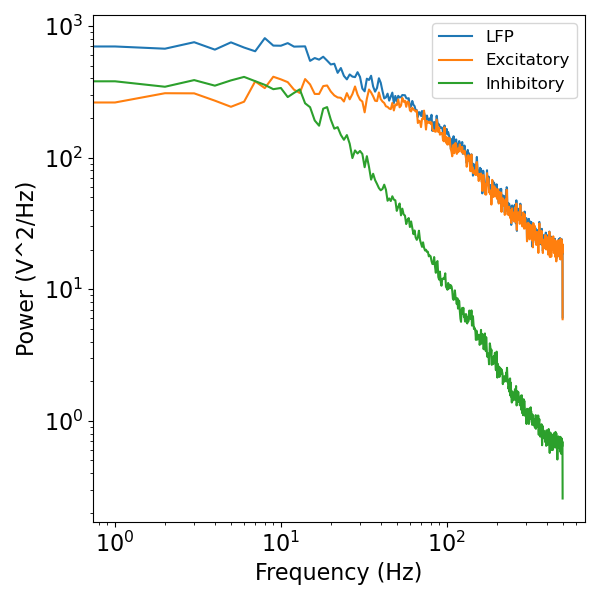 10^3
10^2
10^1
10^0
Power (V^2/Hz)
LFP
Excitatory
Inhibitory
10^0 10^1 10^2
Frequency (Hz)